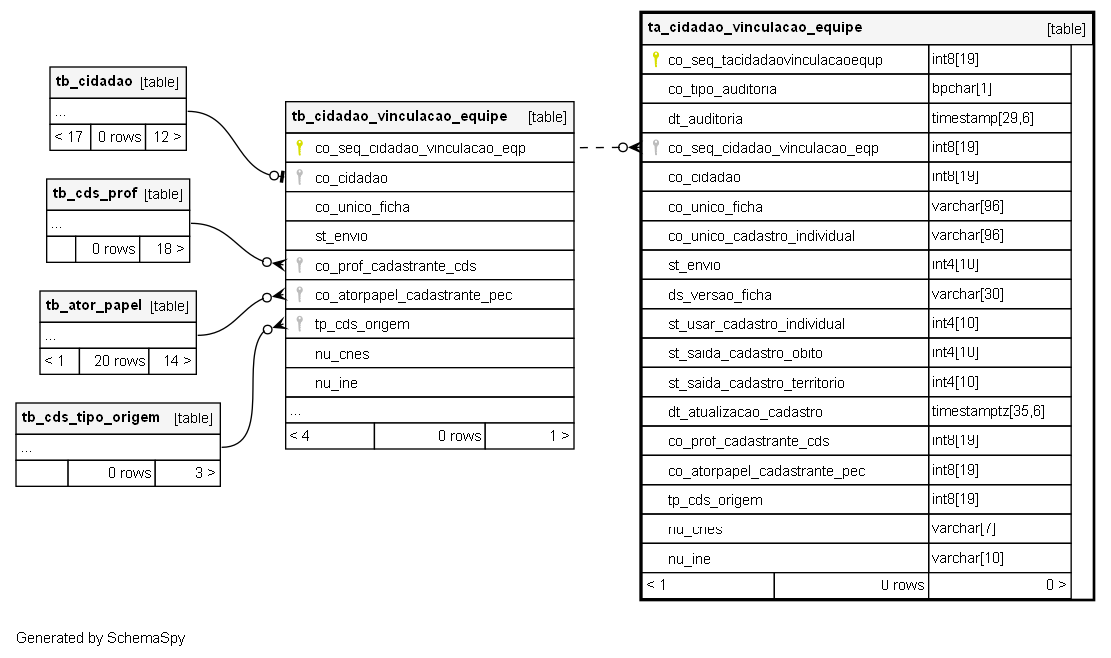 tb_cidadao [table]
...
< 17 0 rows 12 >
tb_cds_prof [table]
...
0 rows 18 >
tb_ator_papel [table]
...
< 1 20 rows 14 >
tb_cds_tipo_origem [table]
...
0 rows 3 >
tb_cidadao_vinculacao_equipe [table]
co_seq_cidadao_vinculacao_eqp
co_cidadao
co_unico_ficha
st_envio
co_prof_cadastrante_cds
co_atorpapel_cadastrante_pec
tp_cds_origem
nu_cnes
nu_ine
...
< 4 0 rows 1 >
ta_cidadao_vinculacao_equipe [table]
co_seq_tacidadaovinculacaoequp int8[19]
co_tipo_auditoria bpchar[1]
dt_auditoria timestamp[29,6]
co_seq_cidadao_vinculacao_eqp int8[19]
co_cidadao int8[19]
co_unico_ficha varchar[96]
co_unico_cadastro_individual varchar[96]
st_envio int4[10]
ds_versao_ficha varchar[30]
st_usar_cadastro_individual int4[10]
st_saida_cadastro_obito int4[10]
st_saida_cadastro_territorio int4[10]
dt_atualizacao_cadastro timestamptz[35,6]
co_prof_cadastrante_cds int8[19]
co_atorpapel_cadastrante_pec int8[19]
tp_cds_origem int8[19]
nu_cnes varchar[7]
nu_ine varchar[10]
< 1 0 rows 0 >
Generated by SchemaSpy